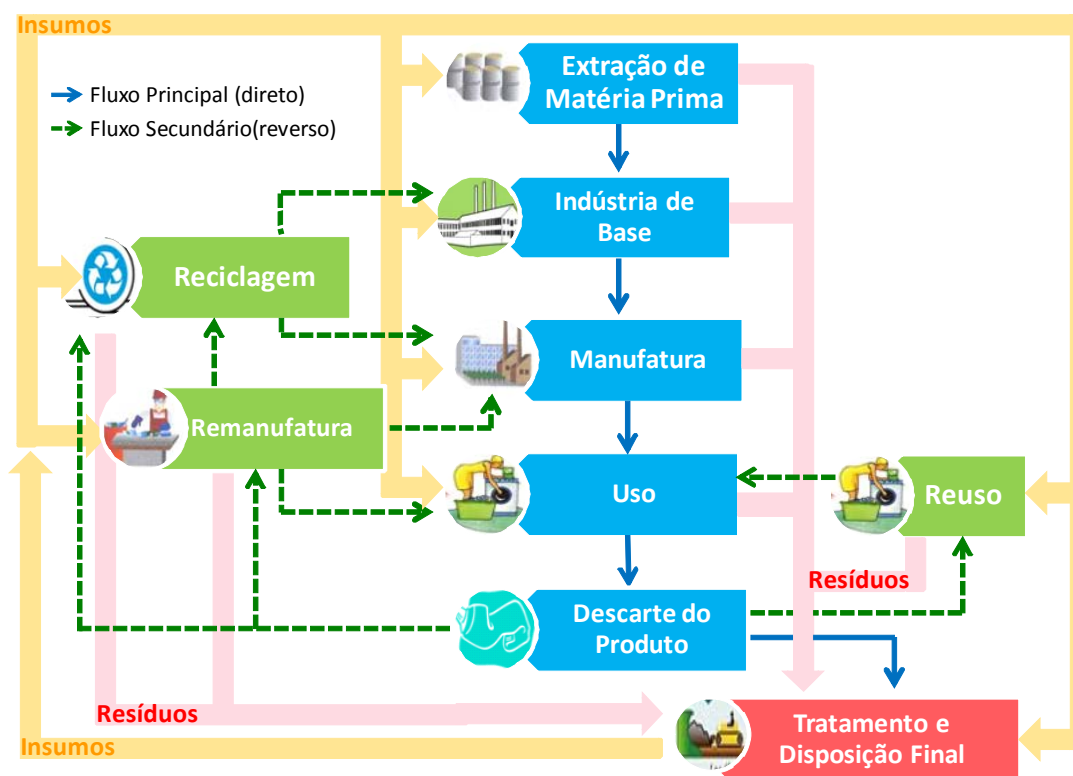 Insumos
Extração de
Matéria Prima
Fluxo Principal (direto)
Fluxo Secundário(reverso)
Indústria de
Base
Reciclagem
Manufatura
Remanufatura
Uso
Reuso
Resíduos
Descarte do
Produto
Resíduos
Tratamento e
Disposição Final
Insumos